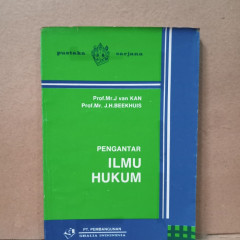 pustaka sarjana
Prof.Mr.J van KAN
Prof.Mr. J.H.BEEKHUIS
PENGANTAR
ILMU
HUKUM
PT. PEMBANGUNAN